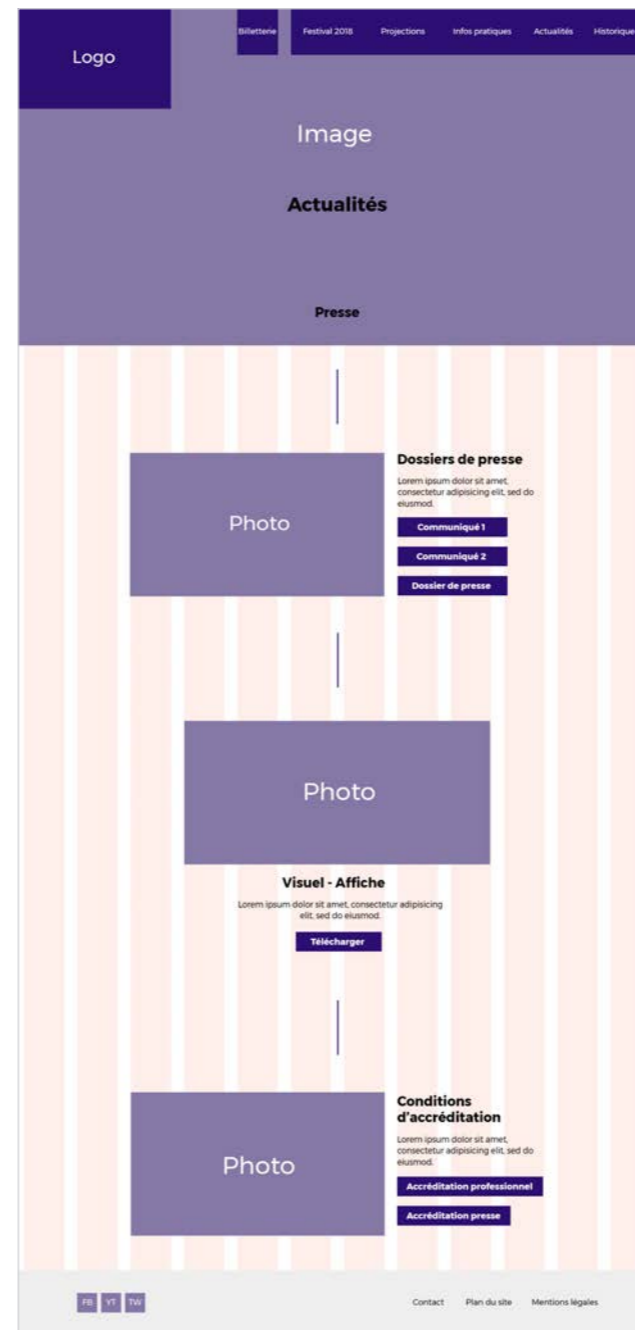 Logo
Billetterie Festival 2018 Projections Infos pratiques Actualités Historique
Image
Actualités
Presse
Photo
Dossiers de presse
Lorem ipsum dolor sit amet,
consectetur adipisicing elit, sed do
eiusmod.
Communiqué 1
Communiqué 2
Dossier de presse
Photo
Visuel - Affiche
Lorem ipsum dolor sit amet, consectetur adipisicing
elit, sed do eiusmod.
Télécharger
Photo
Conditions
d'accréditation
Lorem ipsum dolor sit amet,
consectetur adipisicing elit, sed do
eiusmod.
Accréditation professionnel
Accréditation presse
FB YT TW
Contact Plan du site Mentions légales